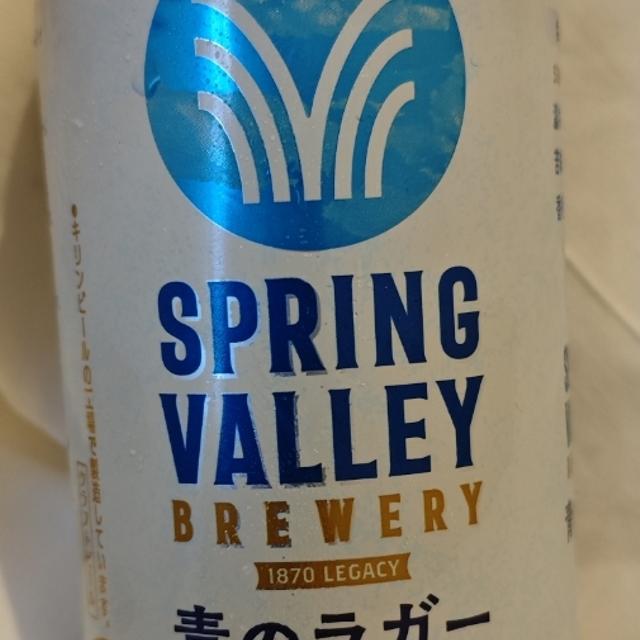 SPRING
VALLEY
BREWERY
1870 LEGACY
青のラガー